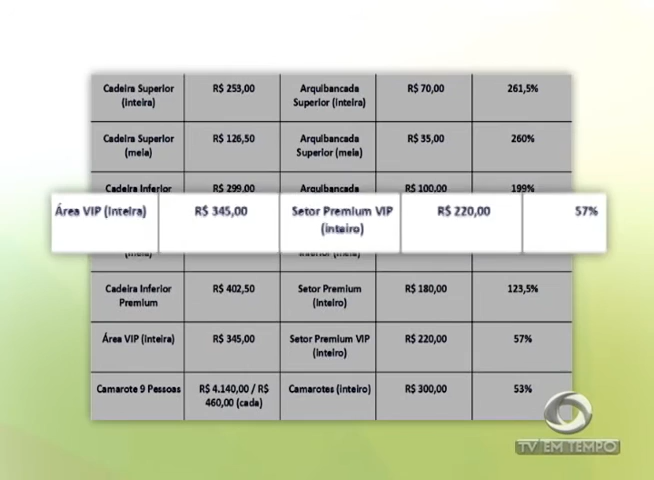 Cadeira Superior R$ 253,00 Arquibancada R$ 70,00 261,5%
(inteira) Superior (inteira)
Cadeira Superior R$ 126,50 Arquibancada R$ 35,00 260%
(meia) Superior (meia)
Cadeira Inferior R$ 299,00 Arquibancada R$ 100,00 199%
Área VIP (inteira) R$ 345,00 Setor Premium VIP R$ 220,00 57%
(inteiro)
(meia) Inferior (meia)
Cadeira Inferior R$ 402,50 Setor Premium R$ 180,00 123,5%
Premium (inteiro)
Área VIP (inteira) R$ 345,00 Setor Premium VIP R$ 220,00 57%
(inteiro)
Camarote 9 Pessoas R$ 4.140,00 / R$ Camarotes (inteiro) R$ 300,00 53%
460,00 (cada)
TV EM TEMPO